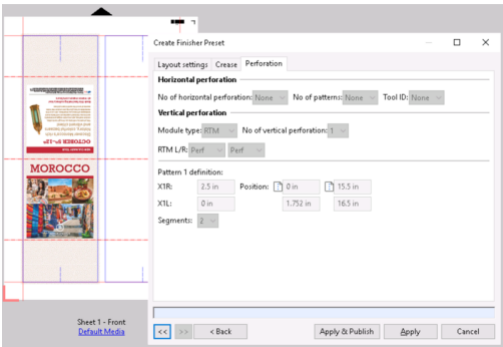 Create Finisher Preset
Layout settings Crease Perforation
Horizontal perforation
No of horizontal perforation: None No of patterns: None Tool ID: None
Vertical perforation
Module type: RTM No of vertical perforation: 1
RTM L/R: Perf Perf
Pattern 1 definition:
X1R: 2.5 in Position: 0 in 15.5 in
X1L: 0 in 1.752 in 16.5 in
Segments: 2
OCTOBER 9th-12th
MOROCCO
Sheet 1 - Front
Default Media
<< >> < Back Apply & Publish Apply Cancel